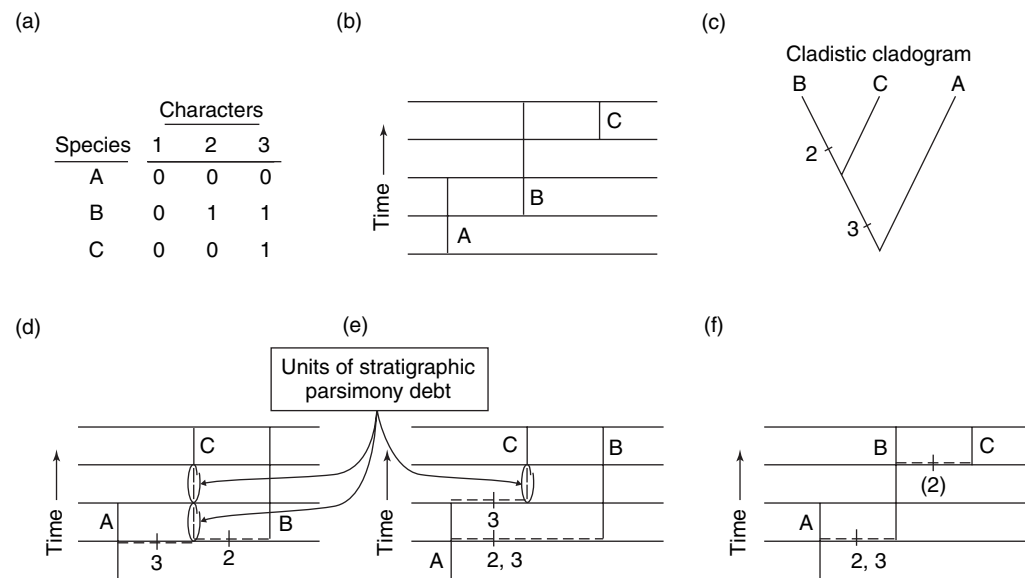 (a)
Characters
Species 1 2 3
A 0 0 0
B 0 1 1
C 0 0 1
(b)
Time
A
B
C
(c)
Cladistic cladogram
B C A
2
3
(d)
Units of stratigraphic
parsimony debt
Time
C
A
B
3
2
(e)
Time
C
B
3
A
2, 3
(f)
Time
B
C
(2)
A
2, 3